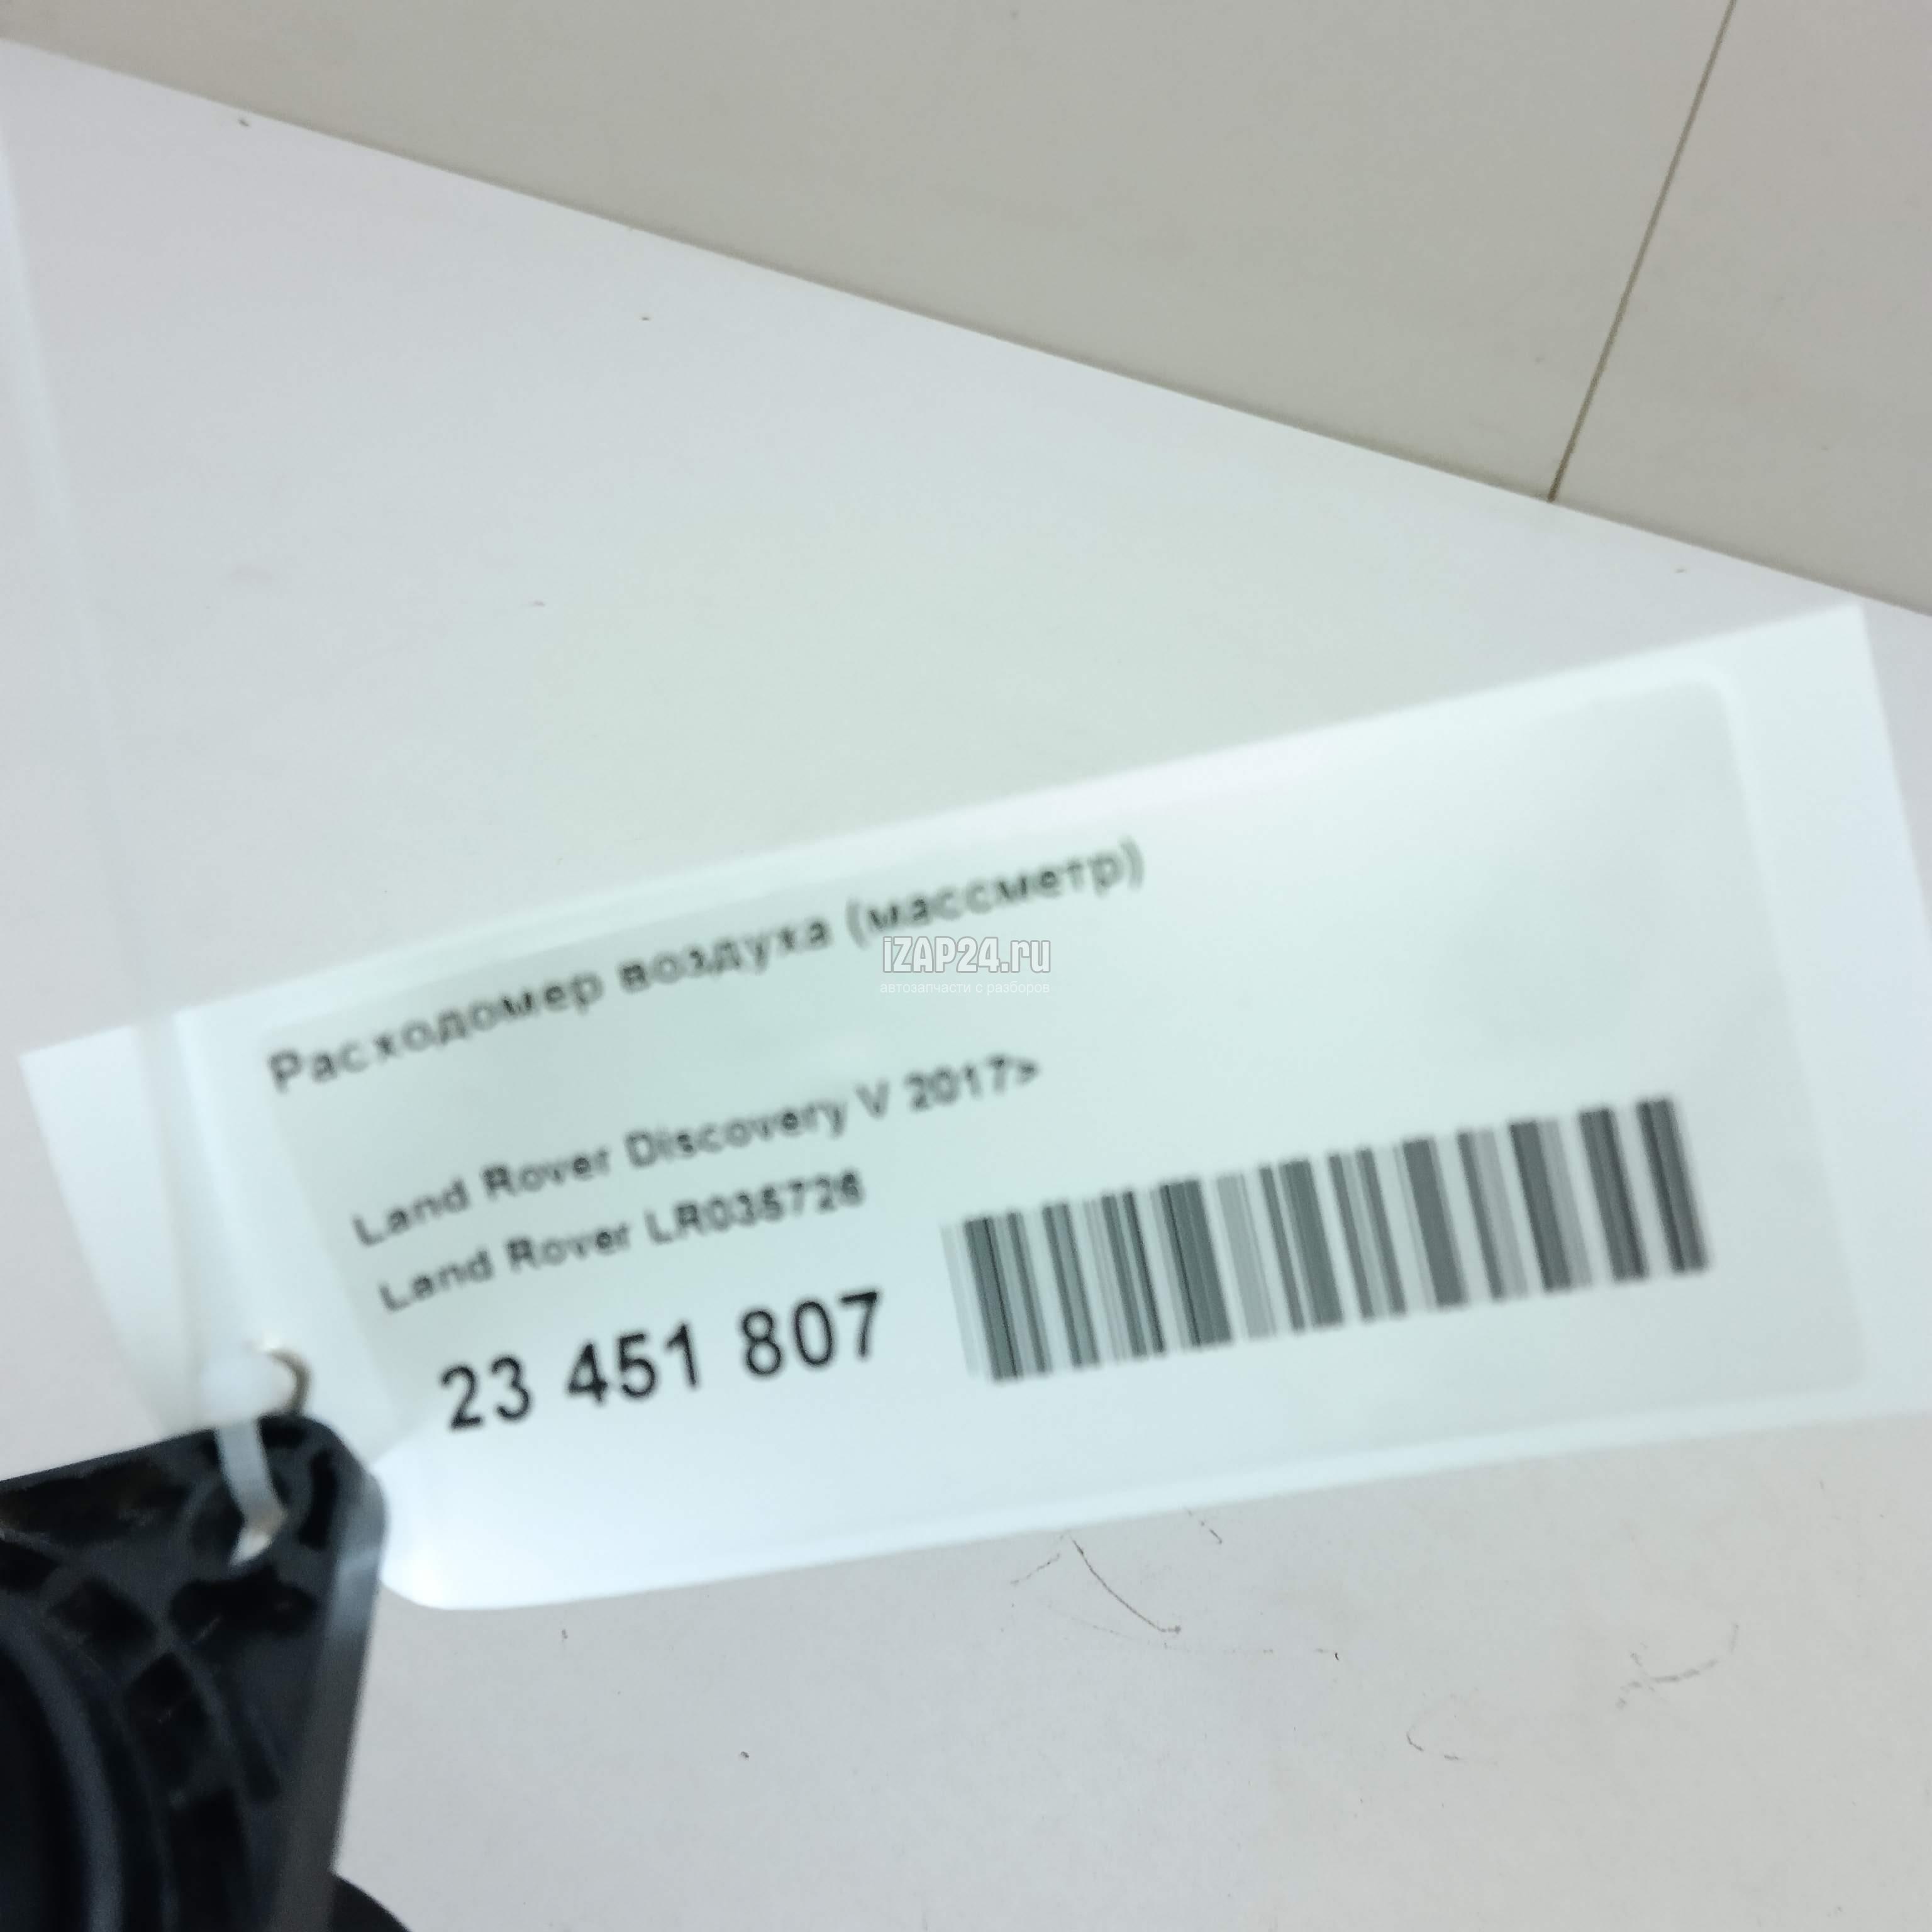 Расходомер воздуха (массметр)
iZAP24.ru
автозапчасти с разборов
Land Rover Discovery V 2017>
Land Rover LR035726
23 451 807